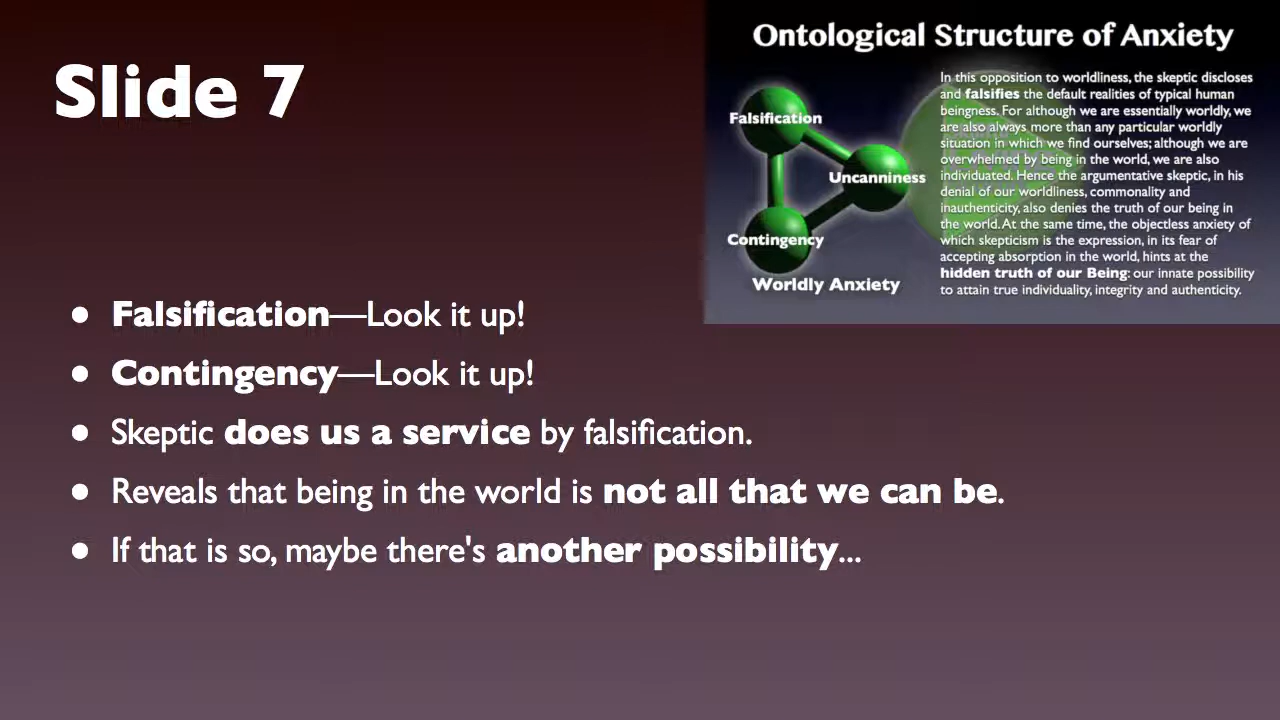 Slide 7
Ontological Structure of Anxiety
Falsification
Uncanniness
Contingency
Worldly Anxiety
In this opposition to worldliness, the skeptic discloses
and falsifies the default realities of typical human
beingness. For although we are essentially worldly, we
are also always more than any particular worldly
situation in which we find ourselves; although we are
overwhelmed by being in the world, we are also
individuated. Hence the argumentative skeptic, in his
denial of our worldliness, commonality and
inauthenticity, also denies the truth of our being in
the world. At the same time, the objectless anxiety of
which skepticism is the expression, in its fear of
accepting absorption in the world, hints at the
hidden truth of our Being: our innate possibility
to attain true individuality, integrity and authenticity.
• Falsification—Look it up!
• Contingency—Look it up!
• Skeptic does us a service by falsification.
• Reveals that being in the world is not all that we can be.
• If that is so, maybe there's another possibility...